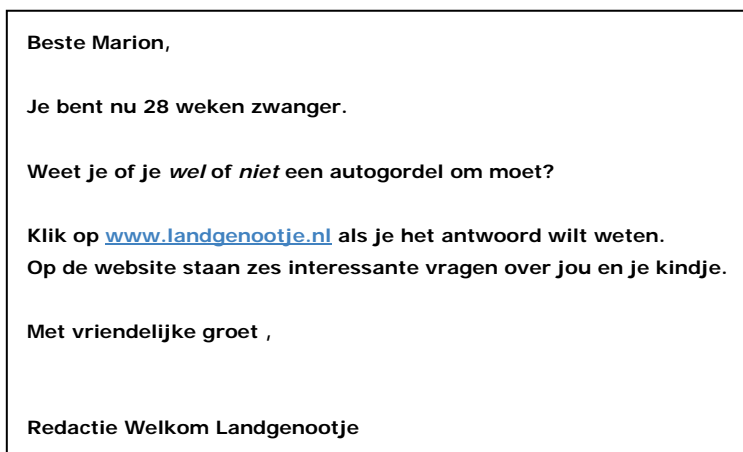 Beste Marion,
Je bent nu 28 weken zwanger.
Weet je of je wel of niet een autogordel om moet?
Klik op www.landgenootje.nl als je het antwoord wilt weten.
Op de website staan zes interessante vragen over jou en je kindje.
Met vriendelijke groet ,
Redactie Welkom Landgenootje